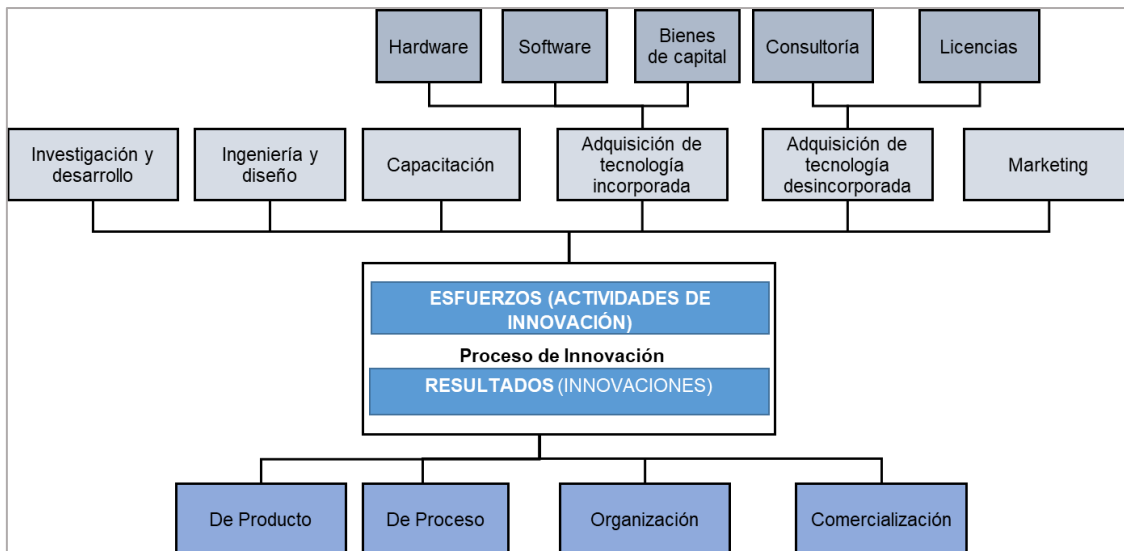 Hardware
Software
Bienes
de capital
Consultoría
Licencias
Investigación y
desarrollo
Ingeniería y
diseño
Capacitación
Adquisición de
tecnología
incorporada
Adquisición de
tecnología
desincorporada
Marketing
ESFUERZOS (ACTIVIDADES DE
INNOVACIÓN)
Proceso de Innovación
RESULTADOS (INNOVACIONES)
De Producto
De Proceso
Organización
Comercialización